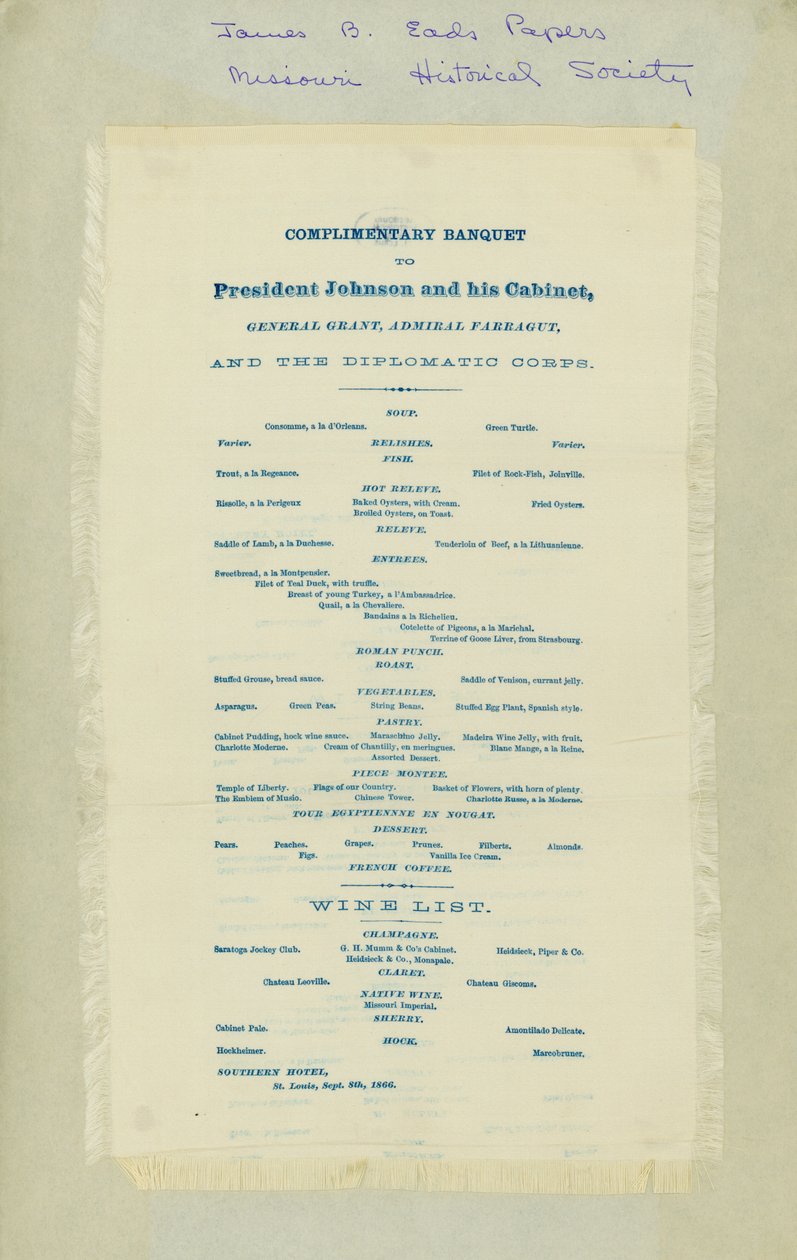 James B. Eads Papers
Missouri Historical Society
COMPLIMENTARY BANQUET
TO
President Johnson and his Cabinet,
GENERAL GRANT, ADMIRAL FARRAGUT,
AND THE DIPLOMATIC CORPS.
SOUP.
Consomme, a la d'Orleans. Green Turtle.
Varier. RELISHES. Varier.
FISH.
Trout, a la Regeance. Filet of Rock-Fish, Joinville.
HOT RELEVE.
Rissolle, a la Perigeux Baked Oysters, with Cream. Fried Oysters.
Broiled Oysters, on Toast.
RELEVE.
Saddle of Lamb, a la Duchesse. Tenderloin of Beef, a la Lithuanienne.
ENTREES.
Sweetbread, a la Montpensier.
Filet of Teal Duck, with truffle.
Breast of young Turkey, a l'Ambassadrice.
Quail, a la Chevaliere.
Bandains a la Richelieu.
Cotelette of Pigeons, a la Marichal.
Terrine of Goose Liver, from Strasbourg.
ROMAN PUNCH.
ROAST.
Stuffed Grouse, bread sauce. Saddle of Venison, currant jelly.
VEGETABLES.
Asparagus. Green Peas. String Beans. Stuffed Egg Plant, Spanish style.
PASTRY.
Cabinet Pudding, hock wine sauce. Maraschino Jelly. Madeira Wine Jelly, with fruit.
Charlotte Moderne. Cream of Chantilly, en meringues. Blanc Mange, a la Reine.
Assorted Dessert.
PIECE MONTEE.
Temple of Liberty. Flags of our Country. Basket of Flowers, with horn of plenty.
The Emblem of Music. Chinese Tower. Charlotte Russe, a la Moderne.
TOUR EGYPTIENNNE EN NOUGAT.
DESSERT.
Pears. Peaches. Grapes. Prunes. Filberts. Almonds.
Figs. Vanilla Ice Cream.
FRENCH COFFEE.
WINE LIST.
CHAMPAGNE.
Saratoga Jockey Club. G. H. Mumm & Co's Cabinet. Heidsieck, Piper & Co.
Heidsieck & Co., Monapale.
CLARET.
Chateau Leoville. Chateau Giscoms.
NATIVE WINE.
Missouri Imperial.
SHERRY.
Cabinet Pale. Amontilado Delicate.
HOCK.
Hockheimer. Marcobruner.
SOUTHERN HOTEL,
St. Louis, Sept. 8th, 1866.